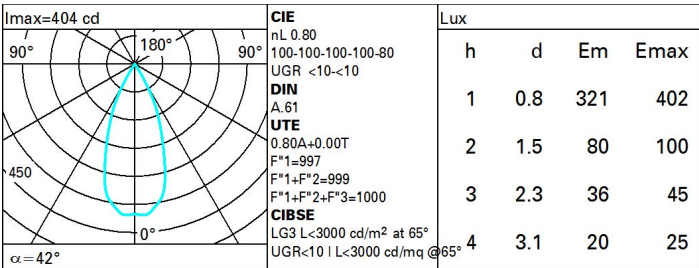 Imax=404 cd
90°
180°
90°
450
0°
α=42°
CIE
nL 0.80
100-100-100-100-80
UGR <10-<10
DIN
A.61
UTE
0.80A+0.00T
F"1=997
F"1+F"2=999
F"1+F"2+F"3=1000
CIBSE
LG3 L<3000 cd/m² at 65°
UGR<10 | L<3000 cd/mq @65°
Lux
h d Em Emax
1 0.8 321 402
2 1.5 80 100
3 2.3 36 45
4 3.1 20 25